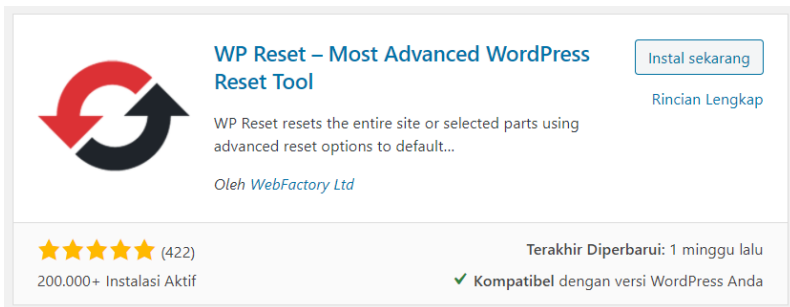 WP Reset – Most Advanced WordPress
Reset Tool
Instal sekarang
Rincian Lengkap
WP Reset resets the entire site or selected parts using
advanced reset options to default...
Oleh WebFactory Ltd
(422)
200.000+ Instalasi Aktif
Terakhir Diperbarui: 1 minggu lalu
Kompatibel dengan versi WordPress Anda